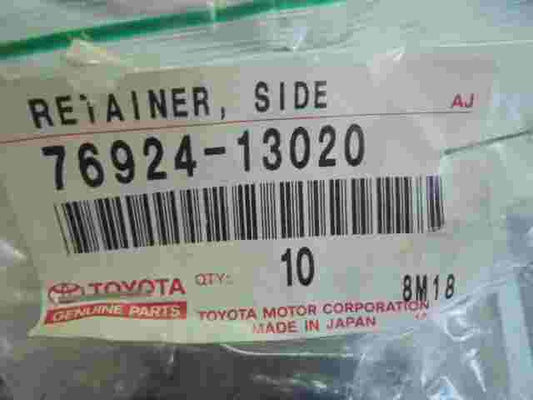 RETAINER, SIDE
AJ
76924-13020
TOYOTA
GENUINE PARTS
QTY: 10
8M18
TOYOTA MOTOR CORPORATION
MADE IN JAPAN